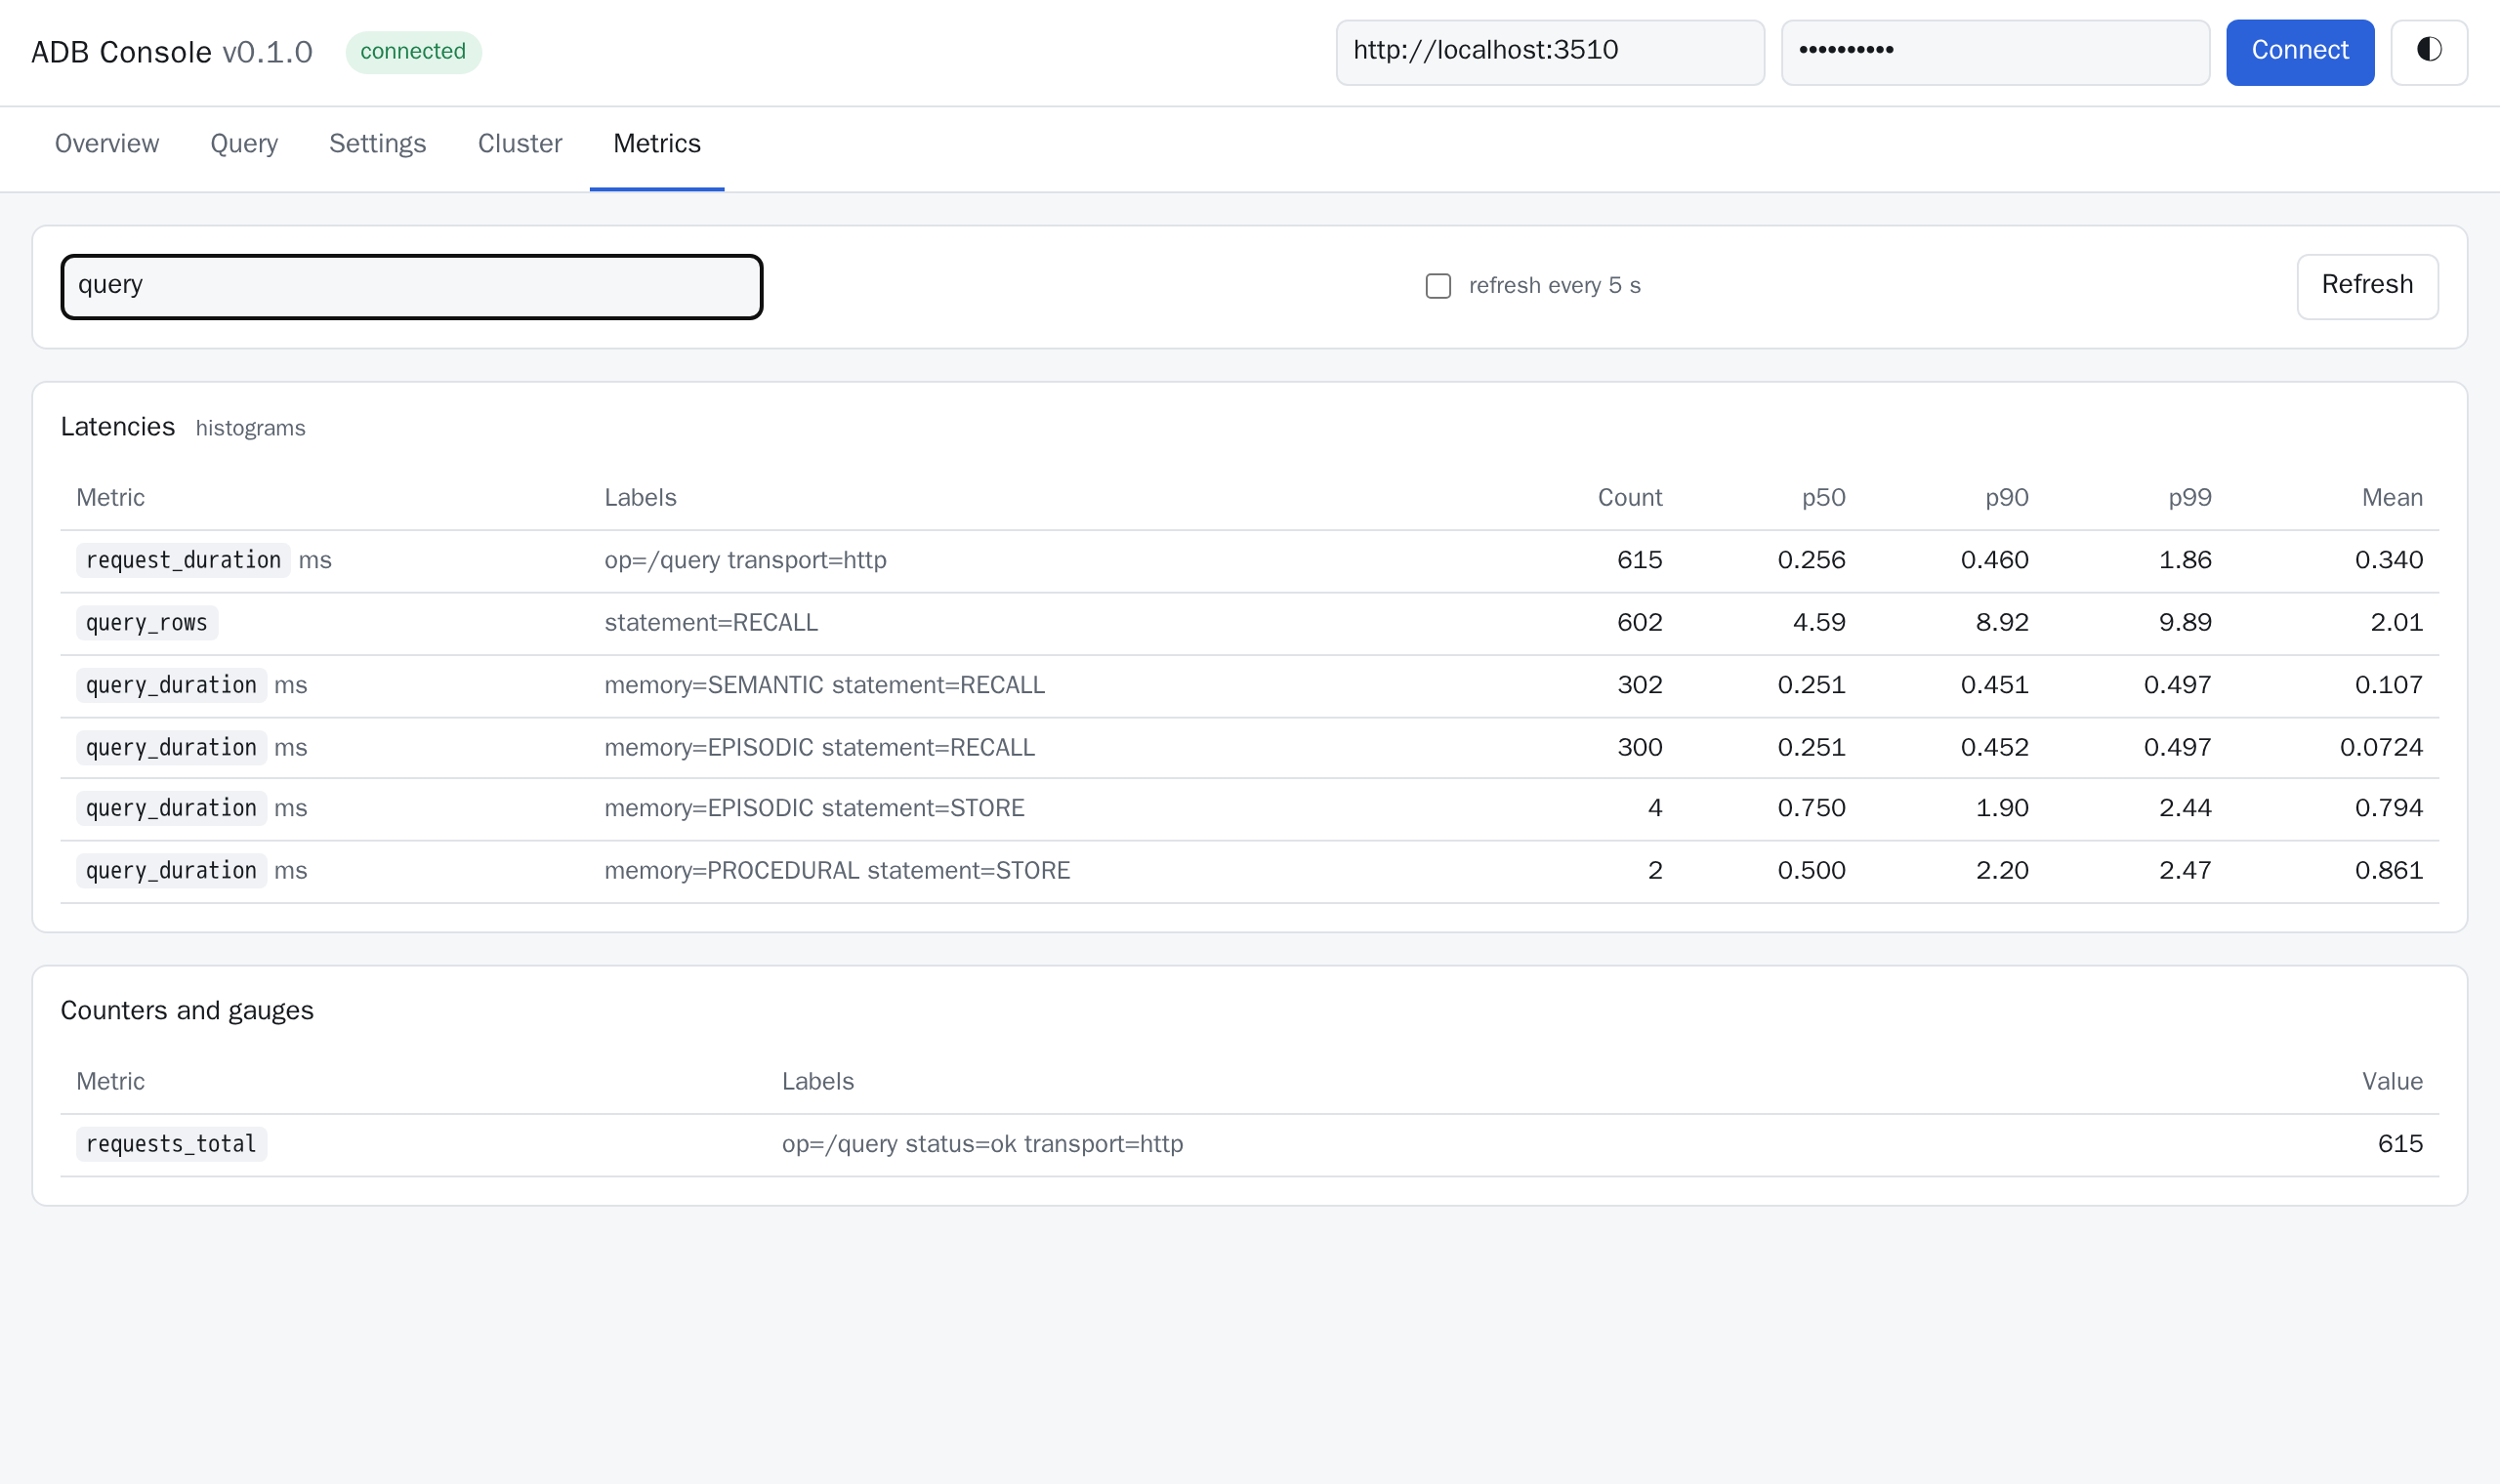 ADB Console v0.1.0 connected http://localhost:3510 •••••••••• Connect
Overview Query Settings Cluster Metrics
query refresh every 5 s Refresh
Latencies histograms
Metric Labels Count p50 p90 p99 Mean
request_duration ms op=/query transport=http 615 0.256 0.460 1.86 0.340
query_rows statement=RECALL 602 4.59 8.92 9.89 2.01
query_duration ms memory=SEMANTIC statement=RECALL 302 0.251 0.451 0.497 0.107
query_duration ms memory=EPISODIC statement=RECALL 300 0.251 0.452 0.497 0.0724
query_duration ms memory=EPISODIC statement=STORE 4 0.750 1.90 2.44 0.794
query_duration ms memory=PROCEDURAL statement=STORE 2 0.500 2.20 2.47 0.861
Counters and gauges
Metric Labels Value
requests_total op=/query status=ok transport=http 615